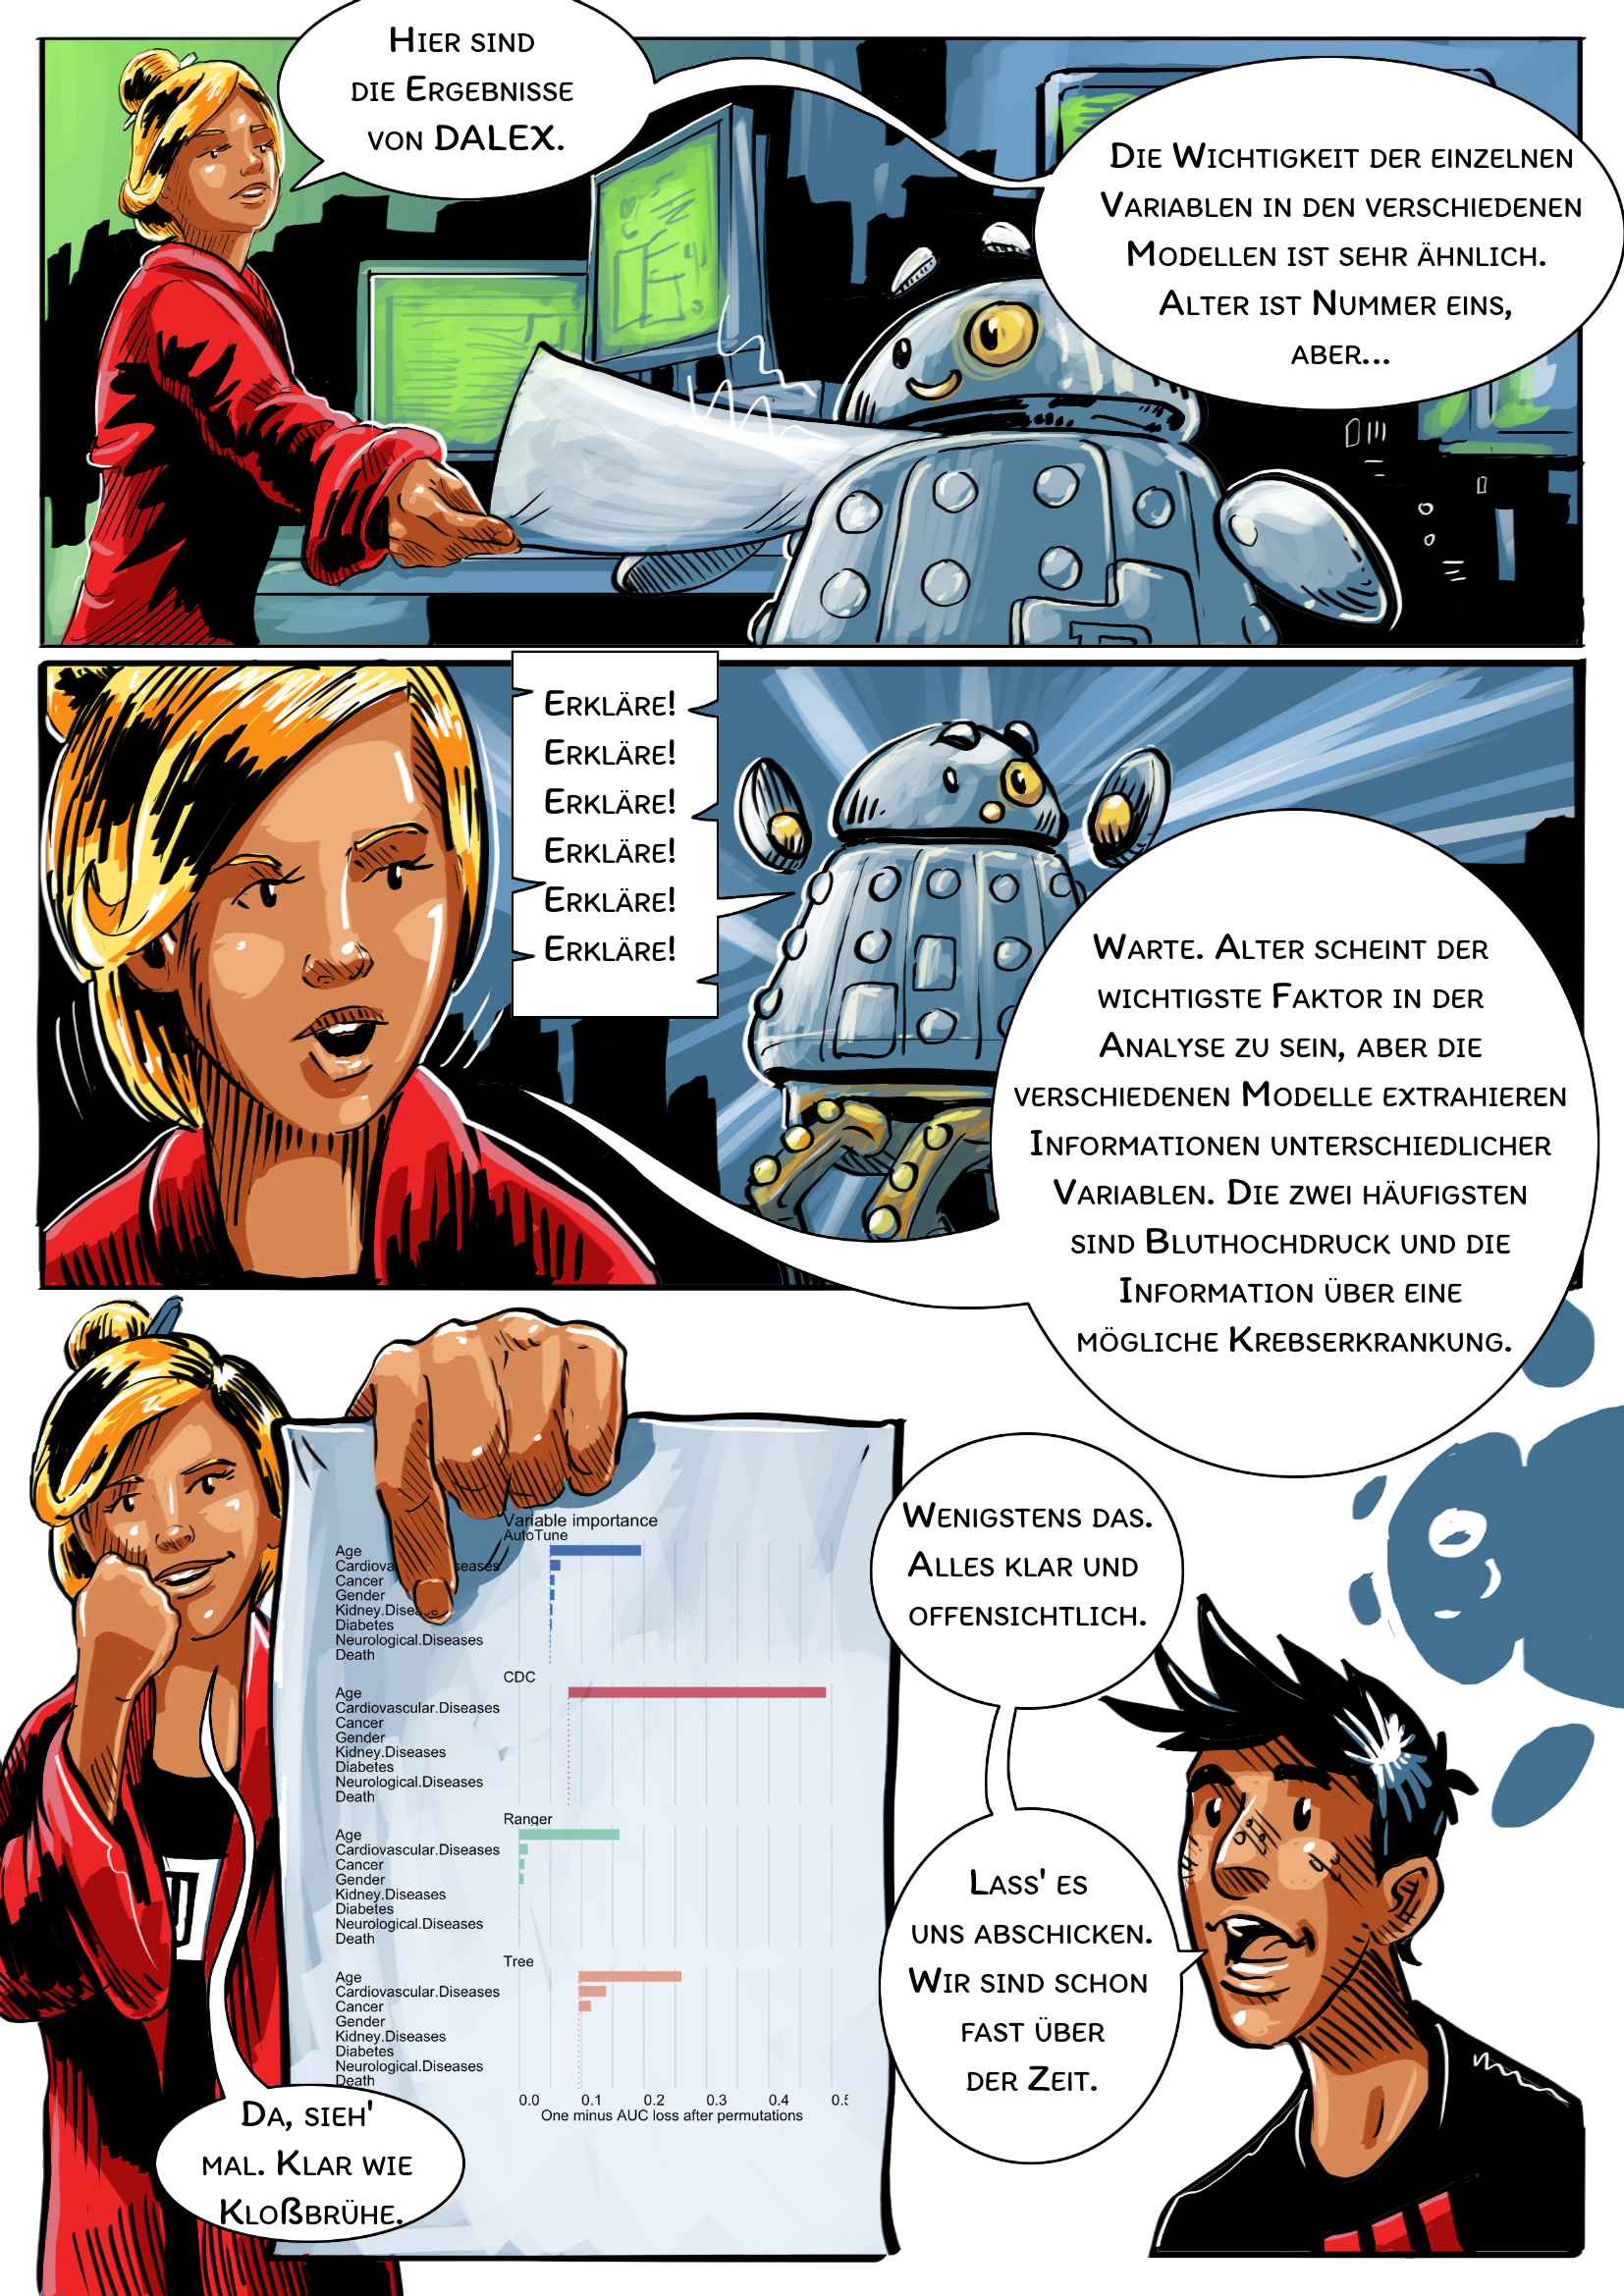 Hier sind
die Ergebnisse
von DALEX.
Die Wichtigkeit der einzelnen
Variablen in den verschiedenen
Modellen ist sehr ähnlich.
Alter ist Nummer eins,
aber...
Erkläre!
Erkläre!
Erkläre!
Erkläre!
Erkläre!
Erkläre!
Warte. Alter scheint der
wichtigste Faktor in der
Analyse zu sein, aber die
verschiedenen Modelle extrahieren
Informationen unterschiedlicher
Variablen. Die zwei häufigsten
sind Bluthochdruck und die
Information über eine
mögliche Krebserkrankung.
Variable importance
AutoTune
Age
Cancer
Gender
Diabetes
Neurological.Diseases
Death
CDC
Age
Cardiovascular.Diseases
Cancer
Gender
Kidney.Diseases
Diabetes
Neurological.Diseases
Death
Ranger
Age
Cardiovascular.Diseases
Cancer
Gender
Kidney.Diseases
Diabetes
Neurological.Diseases
Death
Tree
Age
Cardiovascular.Diseases
Cancer
Gender
Kidney.Diseases
Diabetes
Neurological.Diseases
Death
0.0 0.1 0.2 0.3 0.4
One minus AUC loss after permutations
Da, sieh'
mal. Klar wie
Kloßbrühe.
Wenigstens das.
Alles klar und
offensichtlich.
Lass' es
uns abschicken.
Wir sind schon
fast über
der Zeit.